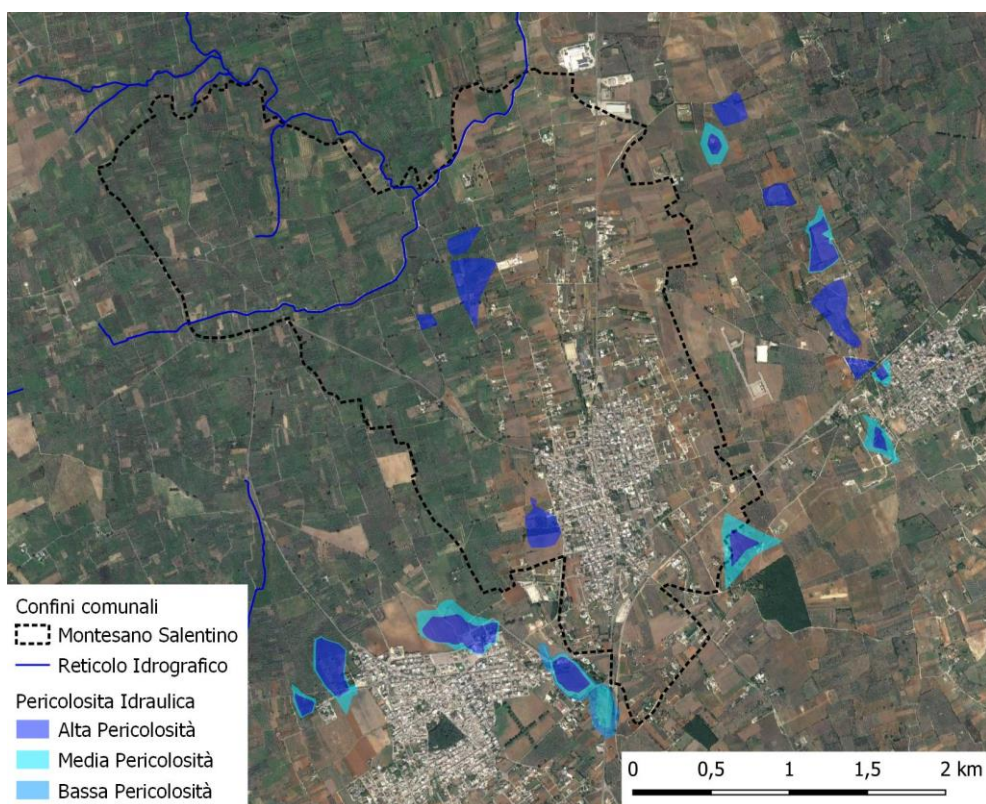 Confini comunali
Montesano Salentino
Reticolo Idrografico
Pericolosita Idraulica
Alta Pericolosità
Media Pericolosità
Bassa Pericolosità
0 0,5 1 1,5 2 km